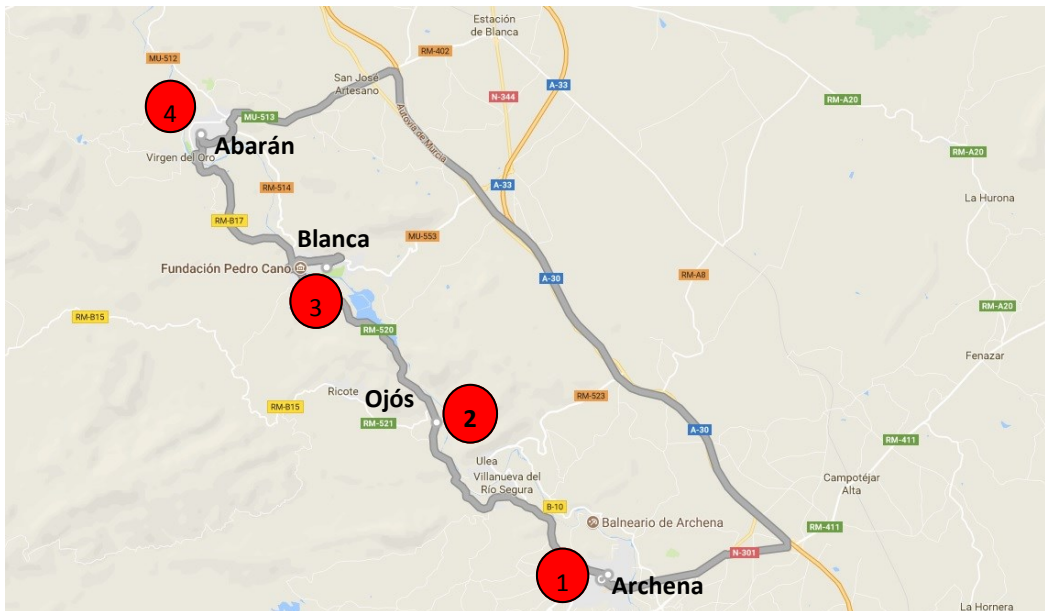 Estación
de Blanca
MU-512
RM-402
A-33
San José
Artesano
N-344
RM-A20
4
MU-513
Autovía de Murcia
Abarán
RM-A20
Virgen del Oro
RM-514
A-33
RM-A20
La Hurona
RM-B17
Blanca
MU-553
Fundación Pedro Cano
A-30
RM-A8
3
RM-B15
RM-520
Fenazar
Ricote
Ojós
RM-523
RM-B15
2
RM-521
A-30
RM-411
Ulea
Villanueva del
Río Segura
Campotéjar
Alta
B-10
Balneario de Archena
RM-411
N-301
1
Archena
La Hornera